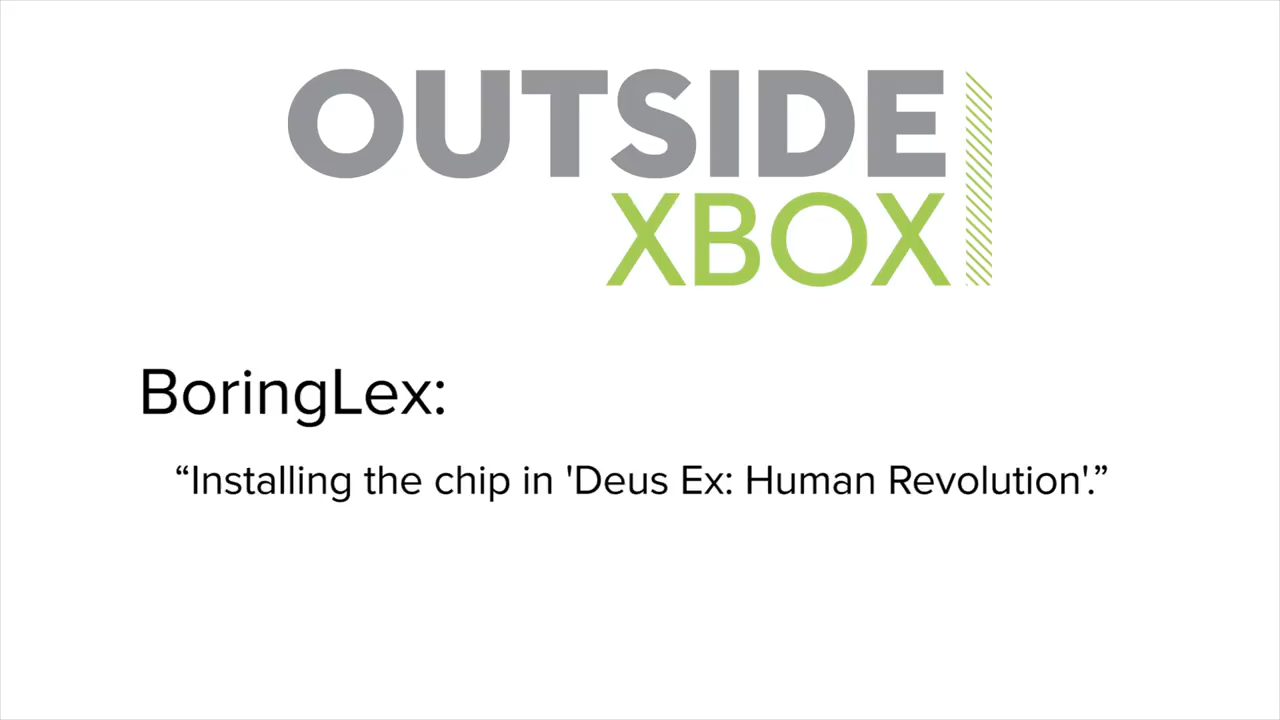 OUTSIDE
XBOX
BoringLex:
“Installing the chip in 'Deus Ex: Human Revolution'.”